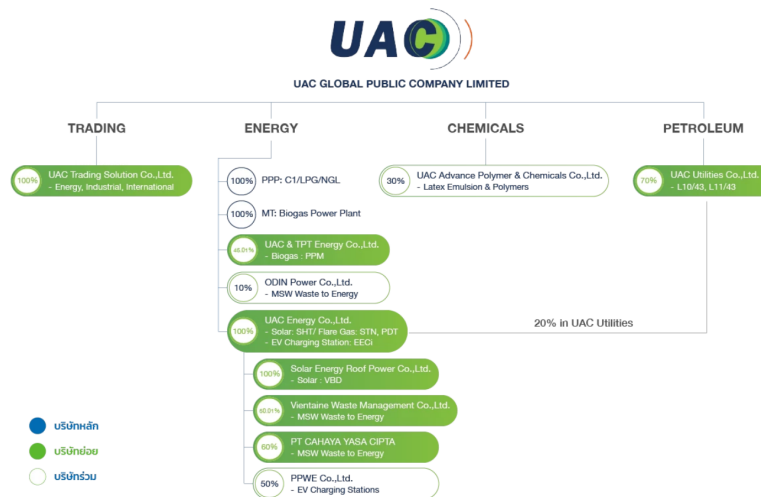 UAC
UAC GLOBAL PUBLIC COMPANY LIMITED
TRADING
ENERGY
CHEMICALS
PETROLEUM
100%
UAC Trading Solution Co.,Ltd.
- Energy, Industrial, International
100%
PPP: C1/LPG/NGL
30%
UAC Advance Polymer & Chemicals Co.,Ltd.
- Latex Emulsion & Polymers
70%
UAC Utilities Co.,Ltd.
- L10/43, L11/43
100%
MT: Biogas Power Plant
UAC & TPT Energy Co.,Ltd.
- Biogas : PPM
10%
ODIN Power Co.,Ltd.
- MSW Waste to Energy
100%
UAC Energy Co.,Ltd.
- Solar: SHT/ Flare Gas: STN, PDT
- EV Charging Station: EECi
20% in UAC Utilities
100%
Solar Energy Roof Power Co.,Ltd.
- Solar : VBD
Vientaine Waste Management Co.,Ltd.
- MSW Waste to Energy
60%
PT CAHAYA YASA CIPTA
- MSW Waste to Energy
50%
PPWE Co.,Ltd.
- EV Charging Stations
บริษัทหลัก
บริษัทย่อย
บริษัทร่วม